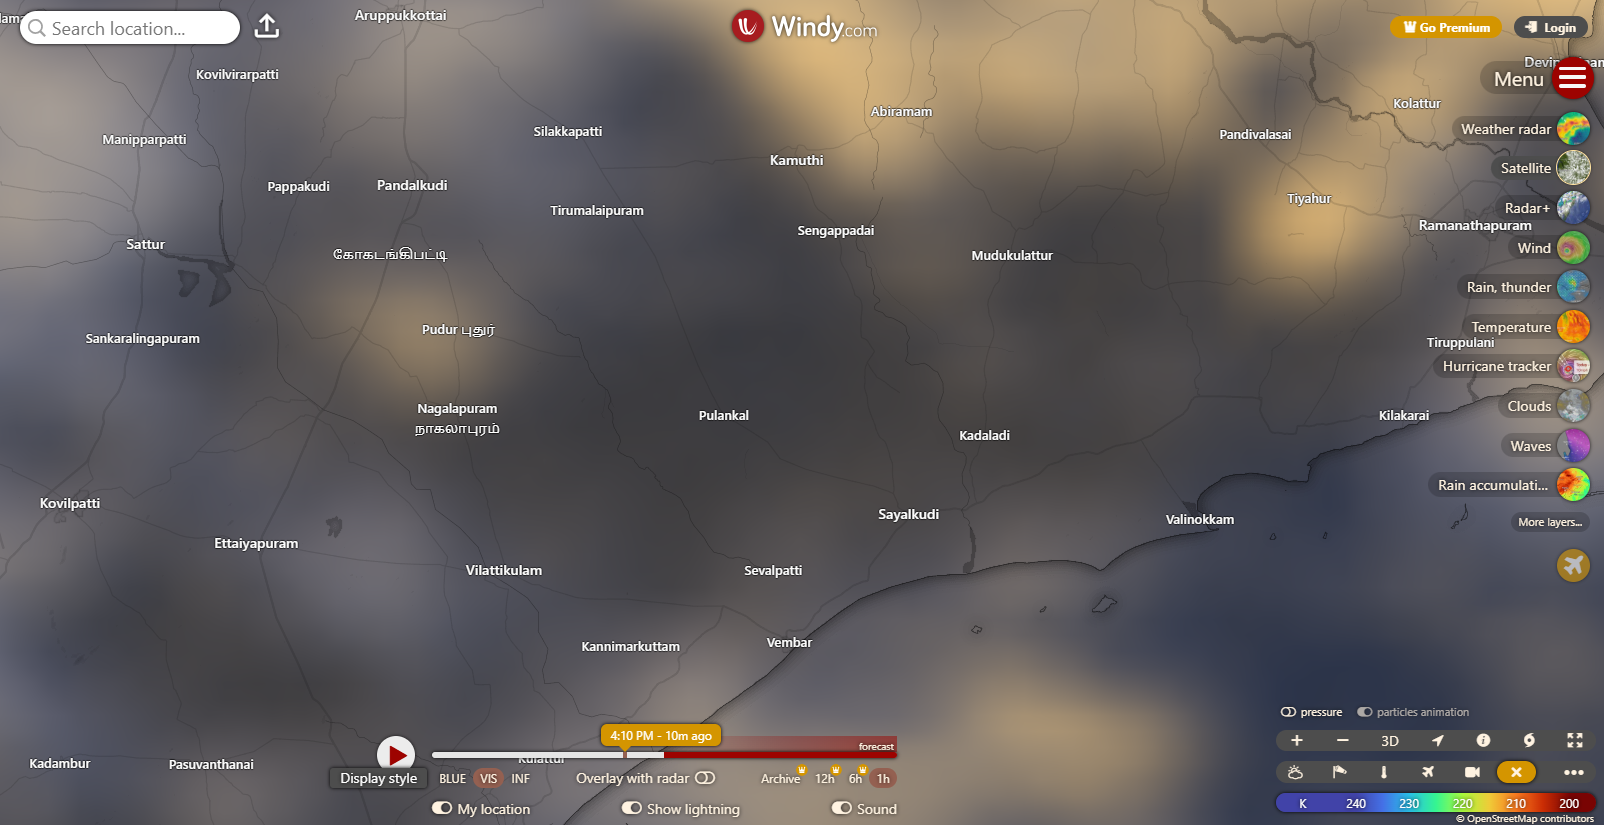 Search location...
Windy.com
Go Premium
Login
Menu
Weather radar
Satellite
Radar+
Wind
Rain, thunder
Temperature
Hurricane tracker
Clouds
Waves
Rain accumulati...
More layers...
Aruppukkottai
Kovilvirarpatti
Manipparpatti
Silakkapatti
Abiramam
Kolattur
Pandivalasai
Kamuthi
Pappakudi
Pandalkudi
Tirumalaipuram
Tiyahur
Ramanathapuram
Sengappadai
Sattur
கோகடங்கிபட்டி
Mudukulattur
Pudur புதுர்
Sankaralingapuram
Tiruppulani
Nagalapuram
நாகலாபுரம்
Pulankal
Kadaladi
Kilakarai
Kovilpatti
Sayalkudi
Valinokkam
Ettaiyapuram
Vilattikulam
Sevalpatti
Kannimarkuttam
Vembar
Kadambur
Pasuvanthanai
Kulattur
4:10 PM - 10m ago
forecast
Display style
BLUE VIS INF
Overlay with radar
Archive 12h 6h 1h
My location
Show lightning
Sound
pressure
particles animation
3D
K 240 230 220 210 200
© OpenStreetMap contributors